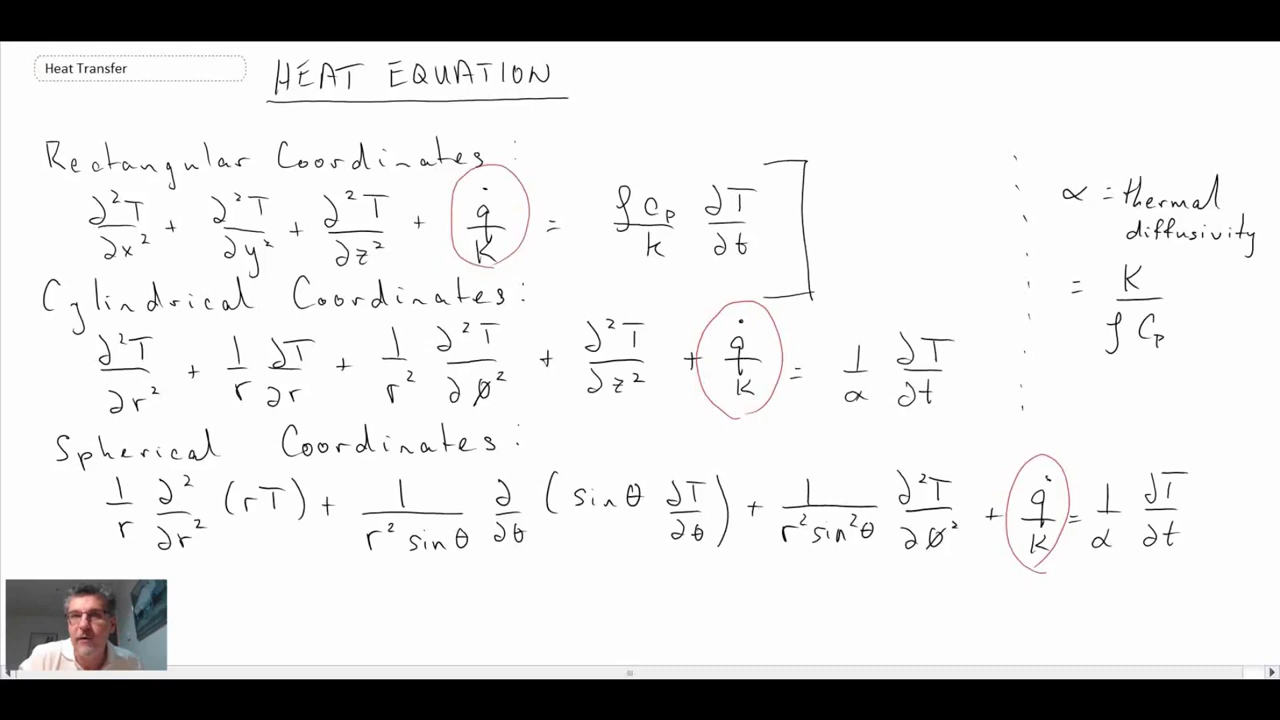 Heat Transfer
HEAT EQUATION
Rectangular Coordinates:
∂²T/∂x² + ∂²T/∂y² + ∂²T/∂z² + q̇/k = ρCp/k ∂T/∂t
Cylindrical Coordinates:
∂²T/∂r² + 1/r ∂T/∂r + 1/r² ∂²T/∂ø² + ∂²T/∂z² + q̇/k = 1/α ∂T/∂t
Spherical Coordinates:
1/r ∂²/∂r² (rT) + 1/(r² sinθ) ∂/∂θ (sinθ ∂T/∂θ) + 1/(r² sin²θ) ∂²T/∂ø² + q̇/k = 1/α ∂T/∂t
α = thermal
diffusivity
= K/(ρ Cp)